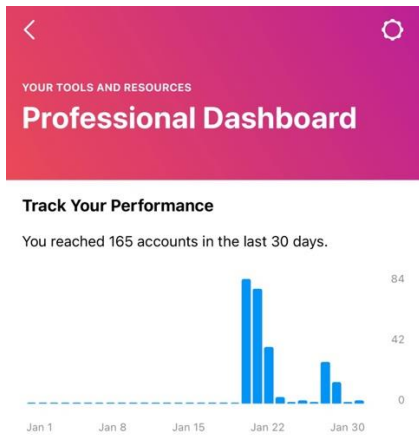 YOUR TOOLS AND RESOURCES
Professional Dashboard
Track Your Performance
You reached 165 accounts in the last 30 days.
84
42
0
Jan 1 Jan 8 Jan 15 Jan 22 Jan 30